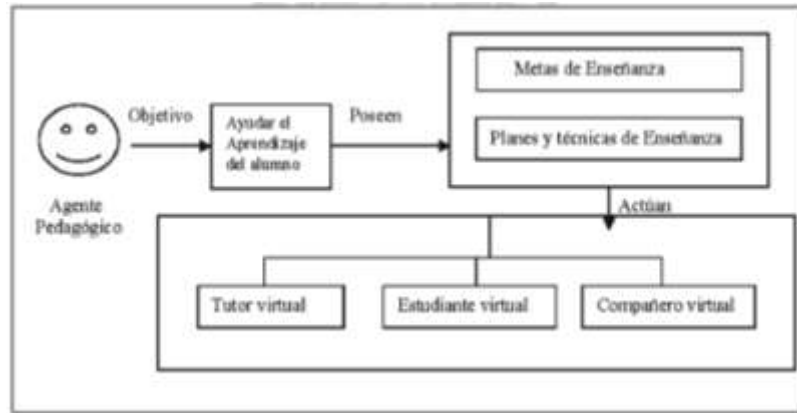 Metas de Enseñanza
Objetivo
Ayudar el
Aprendizaje
del alumno
Poseen
Planes y técnicas de Enseñanza
Agente
Pedagógico
Actúan
Tutor virtual
Estudiante virtual
Compañero virtual